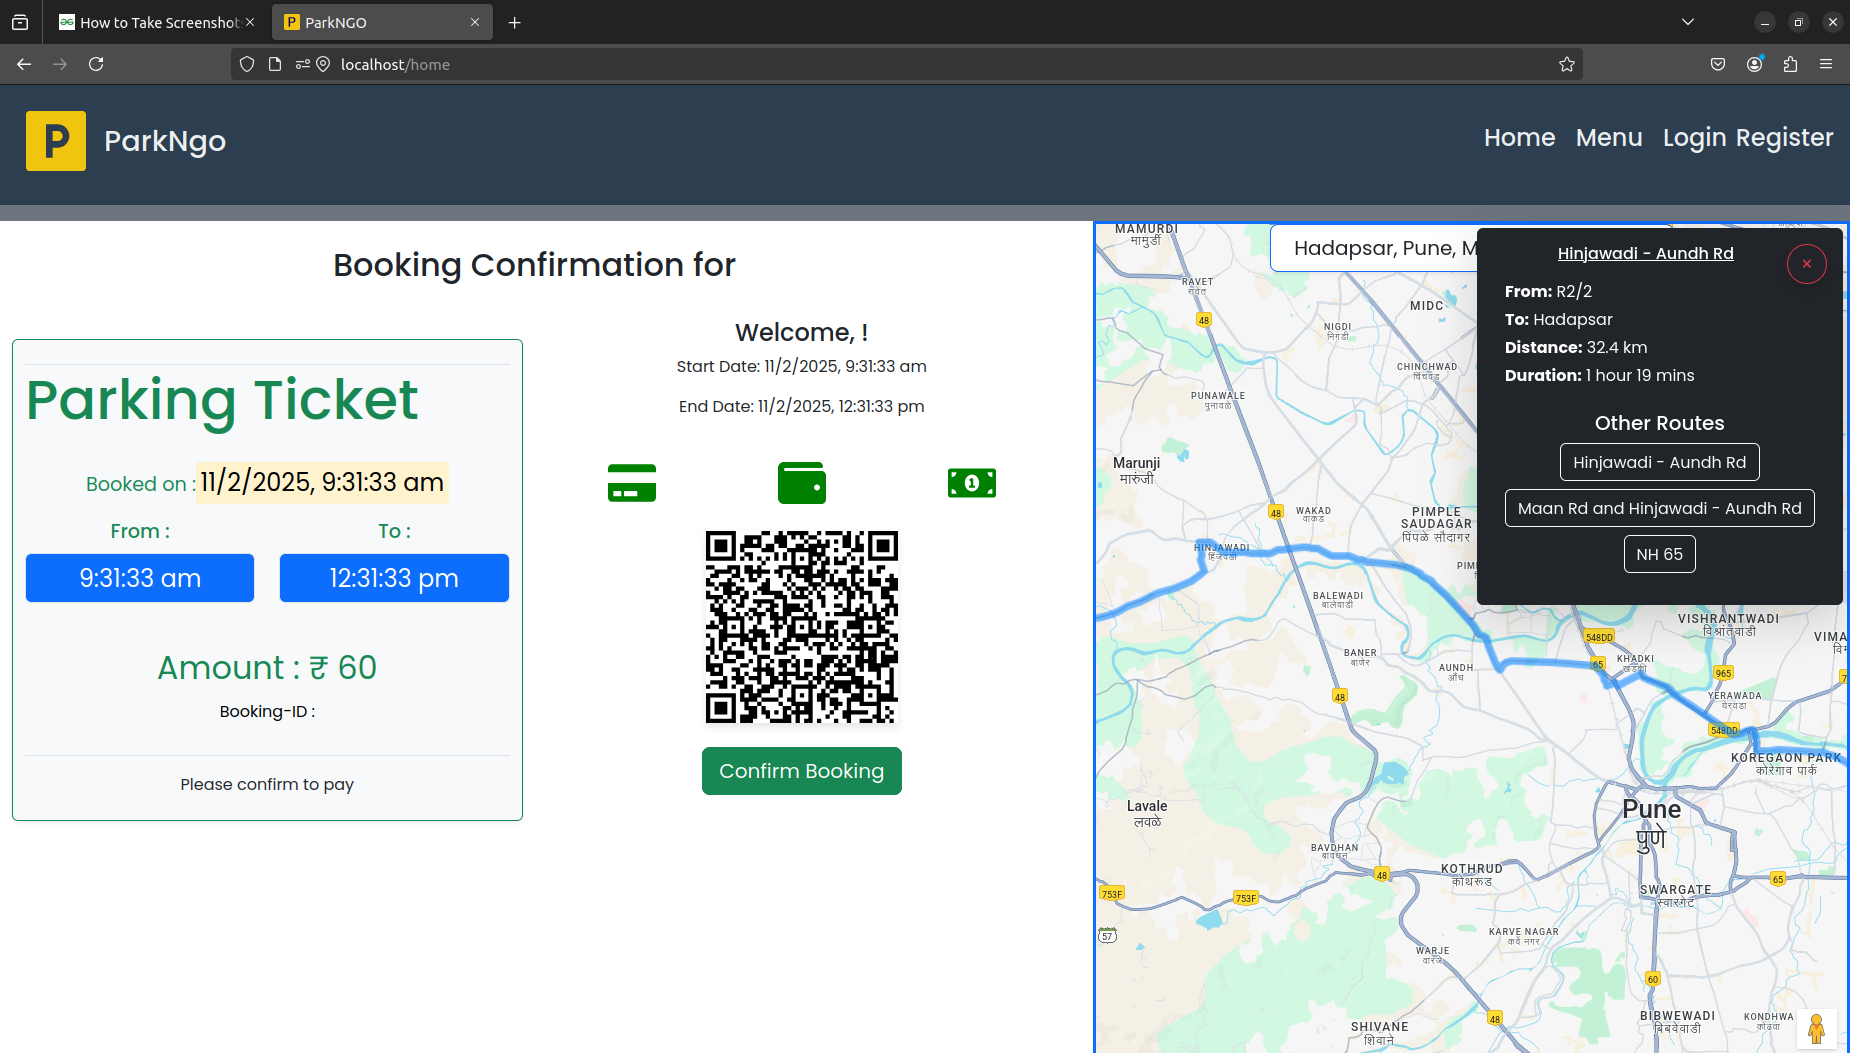 How to Take Screenshot
ParkNGO
localhost/home
P
ParkNgo
Home
Menu
Login
Register
Booking Confirmation for
Parking Ticket
Booked on : 11/2/2025, 9:31:33 am
From :
To :
9:31:33 am
12:31:33 pm
Amount : ₹ 60
Booking-ID :
Please confirm to pay
Welcome, !
Start Date: 11/2/2025, 9:31:33 am
End Date: 11/2/2025, 12:31:33 pm
Confirm Booking
Hadapsar, Pune, M
Hinjawadi - Aundh Rd
From: R2/2
To: Hadapsar
Distance: 32.4 km
Duration: 1 hour 19 mins
Other Routes
Hinjawadi - Aundh Rd
Maan Rd and Hinjawadi - Aundh Rd
NH 65
MAMURDI
मामुर्डी
RAVET
रावेत
48
MIDC
NIGDI
निगडी
CHINCHWAD
चिंचवड
PUNAWALE
पुनावळे
Marunji
मारुंजी
48
WAKAD
वाकड
PIMPLE
SAUDAGAR
पिंपळे सौदागर
HINJAWADI
हिंजवडी
BALEWADI
बालेवाडी
VISHRANTWADI
विश्रांतवाडी
548DD
BANER
बाणेर
AUNDH
औंध
65
KHADKI
खडकी
965
48
YERAWADA
येरवडा
548DD
KOREGAON PARK
कोरेगाव पार्क
Lavale
लवळे
Pune
पुणे
BAVDHAN
बावधन
48
KOTHRUD
कोथरूड
65
753F
753F
SWARGATE
स्वारगेट
57
KARVE NAGAR
कर्वे नगर
WARJE
वारजे
60
48
SHIVANE
शिवाने
BIBWEWADI
बिबवेवाडी
KONDHWA
कोंढवा